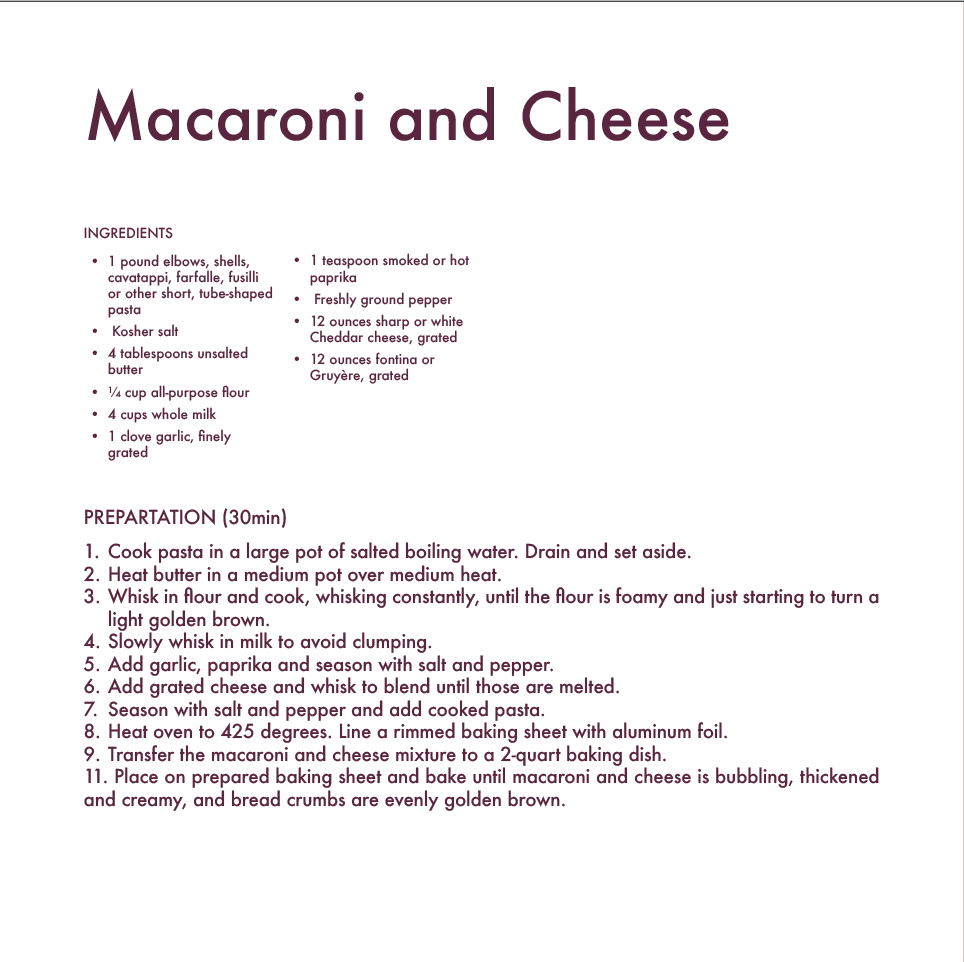 Macaroni and Cheese
INGREDIENTS
• 1 pound elbows, shells,
cavatappi, farfalle, fusilli
or other short, tube-shaped
pasta
• Kosher salt
• 4 tablespoons unsalted
butter
• ¼ cup all-purpose flour
• 4 cups whole milk
• 1 clove garlic, finely
grated
• 1 teaspoon smoked or hot
paprika
• Freshly ground pepper
• 12 ounces sharp or white
Cheddar cheese, grated
• 12 ounces fontina or
Gruyère, grated
PREPARTATION (30min)
1. Cook pasta in a large pot of salted boiling water. Drain and set aside.
2. Heat butter in a medium pot over medium heat.
3. Whisk in flour and cook, whisking constantly, until the flour is foamy and just starting to turn a
light golden brown.
4. Slowly whisk in milk to avoid clumping.
5. Add garlic, paprika and season with salt and pepper.
6. Add grated cheese and whisk to blend until those are melted.
7. Season with salt and pepper and add cooked pasta.
8. Heat oven to 425 degrees. Line a rimmed baking sheet with aluminum foil.
9. Transfer the macaroni and cheese mixture to a 2-quart baking dish.
11. Place on prepared baking sheet and bake until macaroni and cheese is bubbling, thickened
and creamy, and bread crumbs are evenly golden brown.